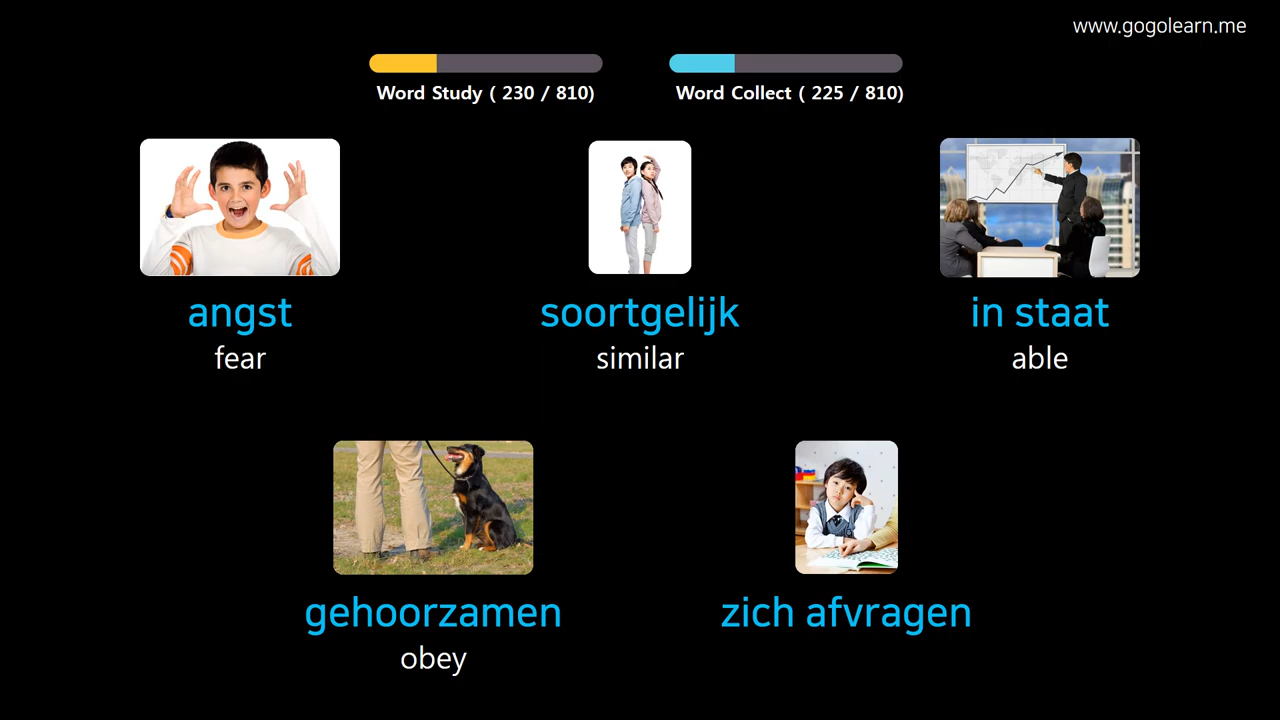 www.gogolearn.me
Word Study ( 230 / 810)
Word Collect ( 225 / 810)
angst
fear
soortgelijk
similar
in staat
able
gehoorzamen
obey
zich afvragen